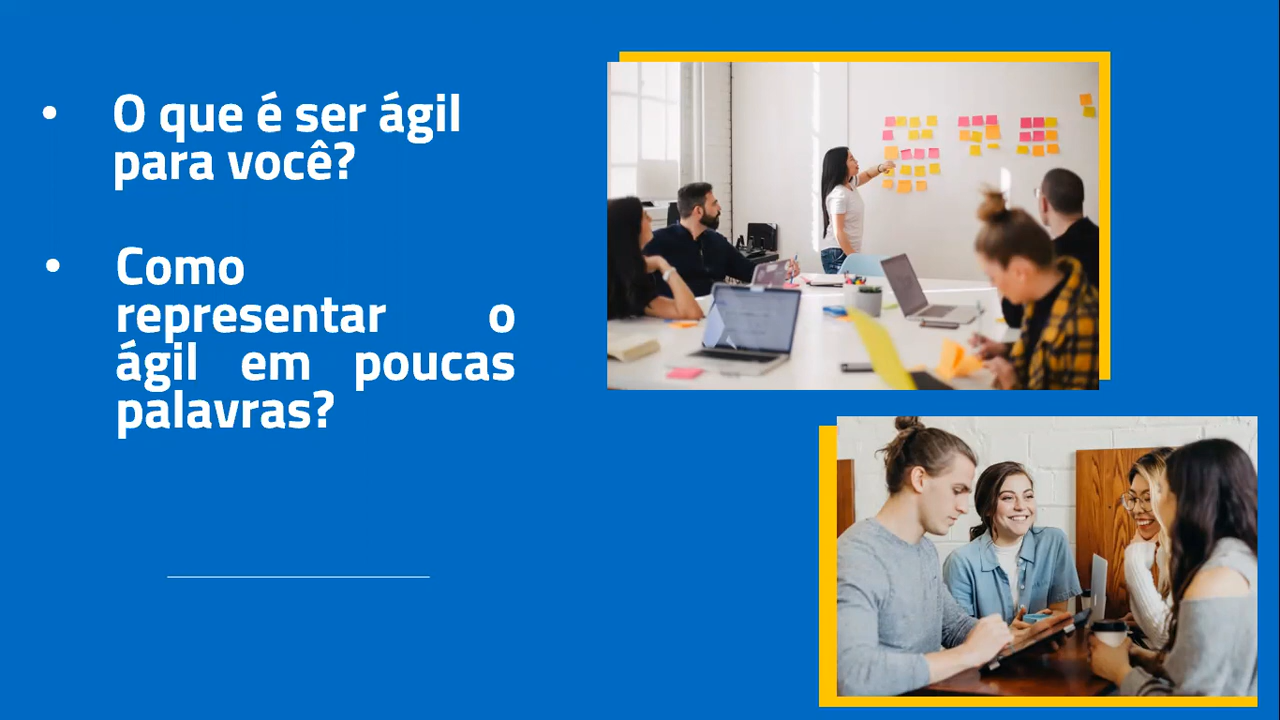 • O que é ser ágil
para você?
• Como
representar o
ágil em poucas
palavras?